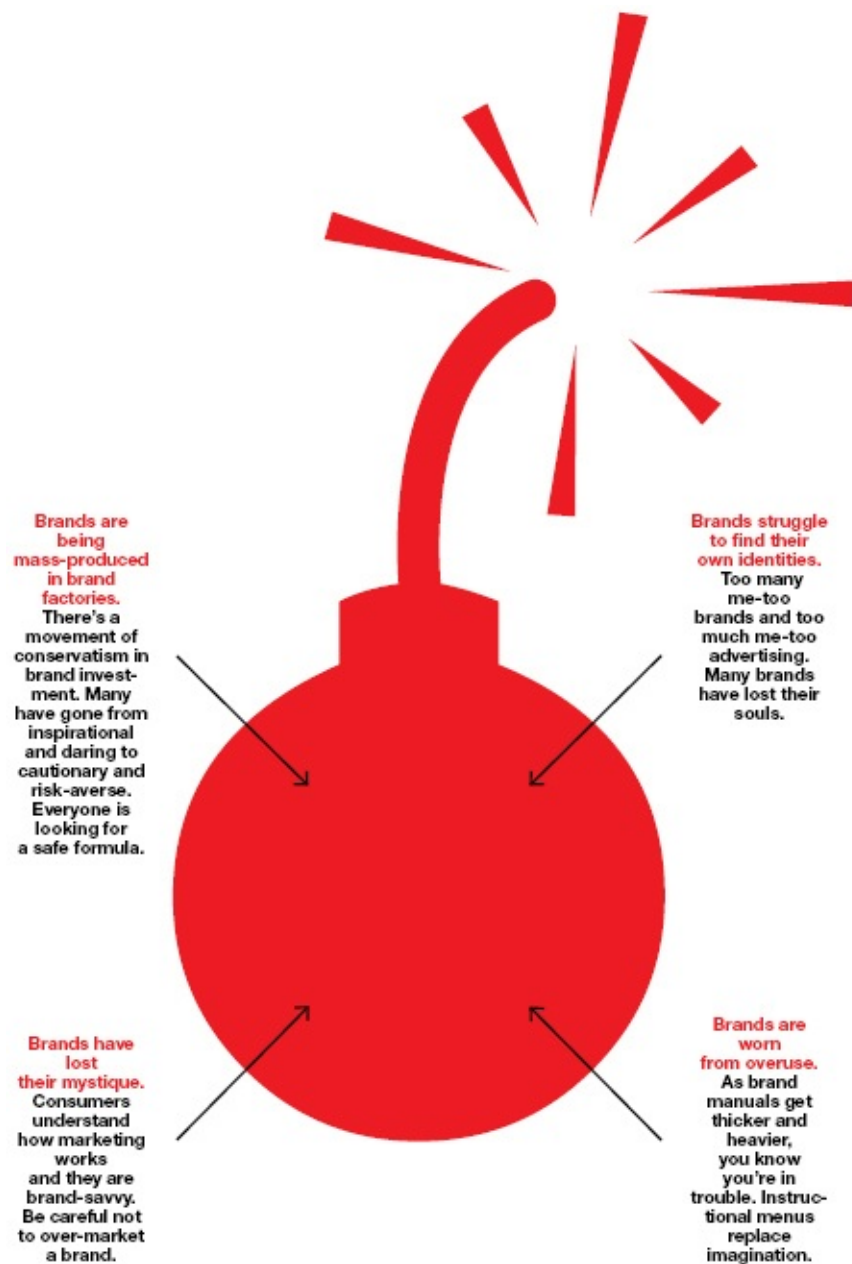 Brands are
being
mass-produced
in brand
factories.
There's a
movement of
conservatism in
brand invest-
ment. Many
have gone from
inspirational
and daring to
cautionary and
risk-averse.
Everyone is
looking for
a safe formula.
Brands struggle
to find their
own identities.
Too many
me-too
brands and too
much me-too
advertising.
Many brands
have lost their
souls.
Brands have
lost
their mystique.
Consumers
understand
how marketing
works
and they are
brand-savvy.
Be careful not
to over-market
a brand.
Brands are
worn
from overuse.
As brand
manuals get
thicker and
heavier,
you know
you're in
trouble. Instruc-
tional menus
replace
imagination.